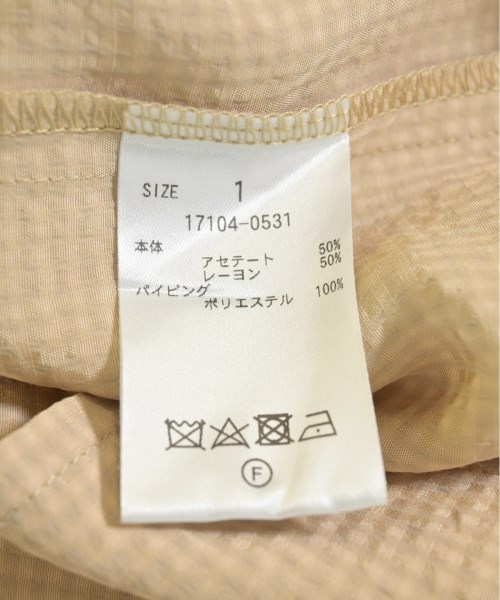 SIZE 1
17104-0531
本体
アセテート 50%
レーヨン 50%
パイピング
ポリエステル 100%
F